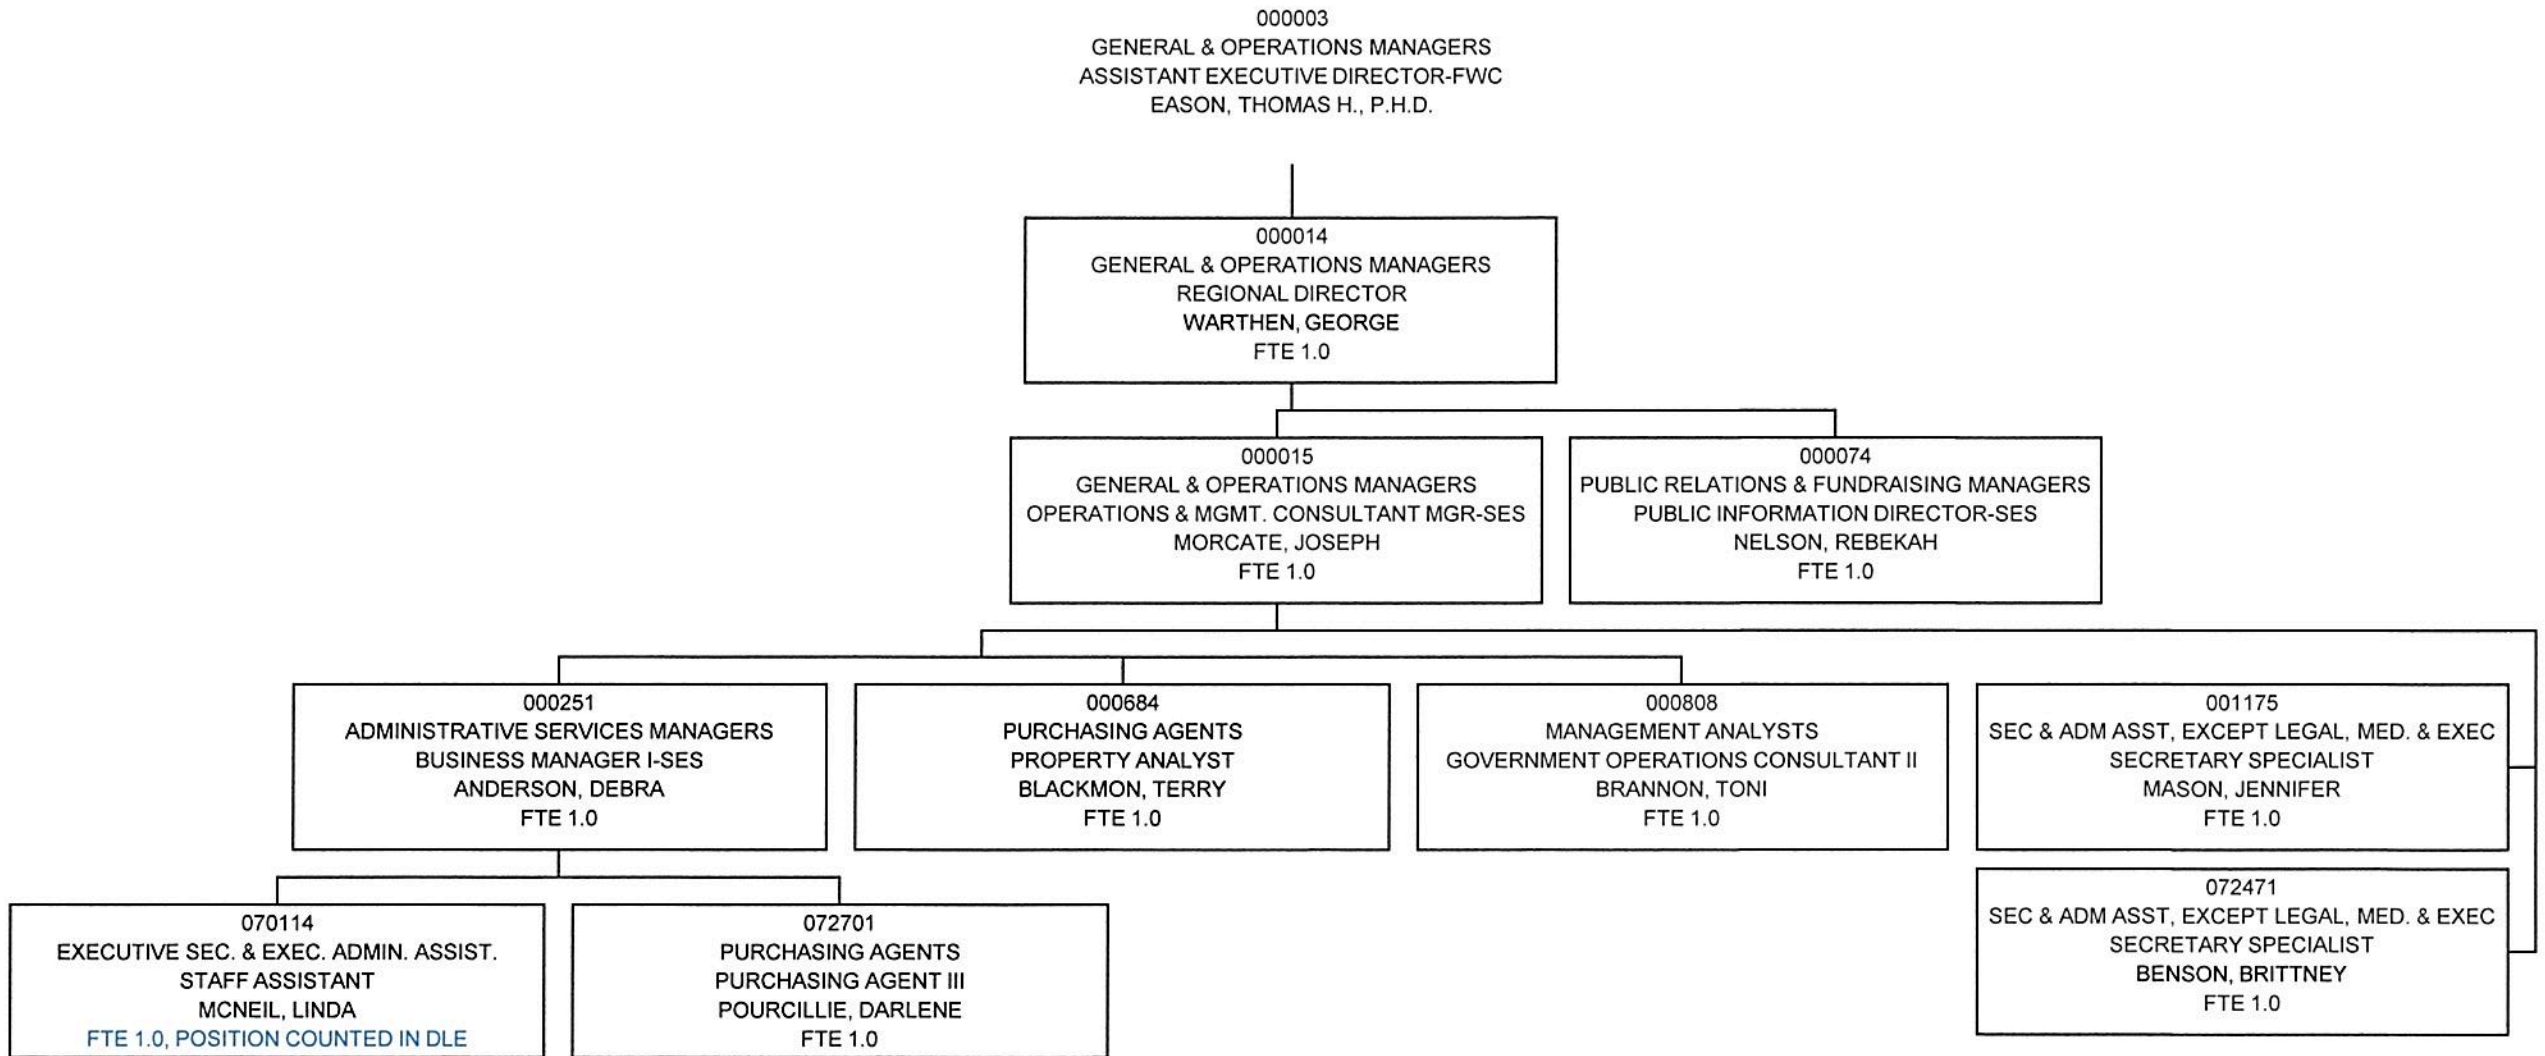 000003
GENERAL & OPERATIONS MANAGERS
ASSISTANT EXECUTIVE DIRECTOR-FWC
EASON, THOMAS H., P.H.D.
000014
GENERAL & OPERATIONS MANAGERS
REGIONAL DIRECTOR
WARTHEN, GEORGE
FTE 1.0
000015
GENERAL & OPERATIONS MANAGERS
OPERATIONS & MGMT. CONSULTANT MGR-SES
MORCATE, JOSEPH
FTE 1.0
000074
PUBLIC RELATIONS & FUNDRAISING MANAGERS
PUBLIC INFORMATION DIRECTOR-SES
NELSON, REBEKAH
FTE 1.0
000251
ADMINISTRATIVE SERVICES MANAGERS
BUSINESS MANAGER I-SES
ANDERSON, DEBRA
FTE 1.0
000684
PURCHASING AGENTS
PROPERTY ANALYST
BLACKMON, TERRY
FTE 1.0
000808
MANAGEMENT ANALYSTS
GOVERNMENT OPERATIONS CONSULTANT II
BRANNON, TONI
FTE 1.0
001175
SEC & ADM ASST, EXCEPT LEGAL, MED. & EXEC
SECRETARY SPECIALIST
MASON, JENNIFER
FTE 1.0
070114
EXECUTIVE SEC. & EXEC. ADMIN. ASSIST.
STAFF ASSISTANT
MCNEIL, LINDA
FTE 1.0, POSITION COUNTED IN DLE
072701
PURCHASING AGENTS
PURCHASING AGENT III
POURCILLIE, DARLENE
FTE 1.0
072471
SEC & ADM ASST, EXCEPT LEGAL, MED. & EXEC
SECRETARY SPECIALIST
BENSON, BRITTNEY
FTE 1.0